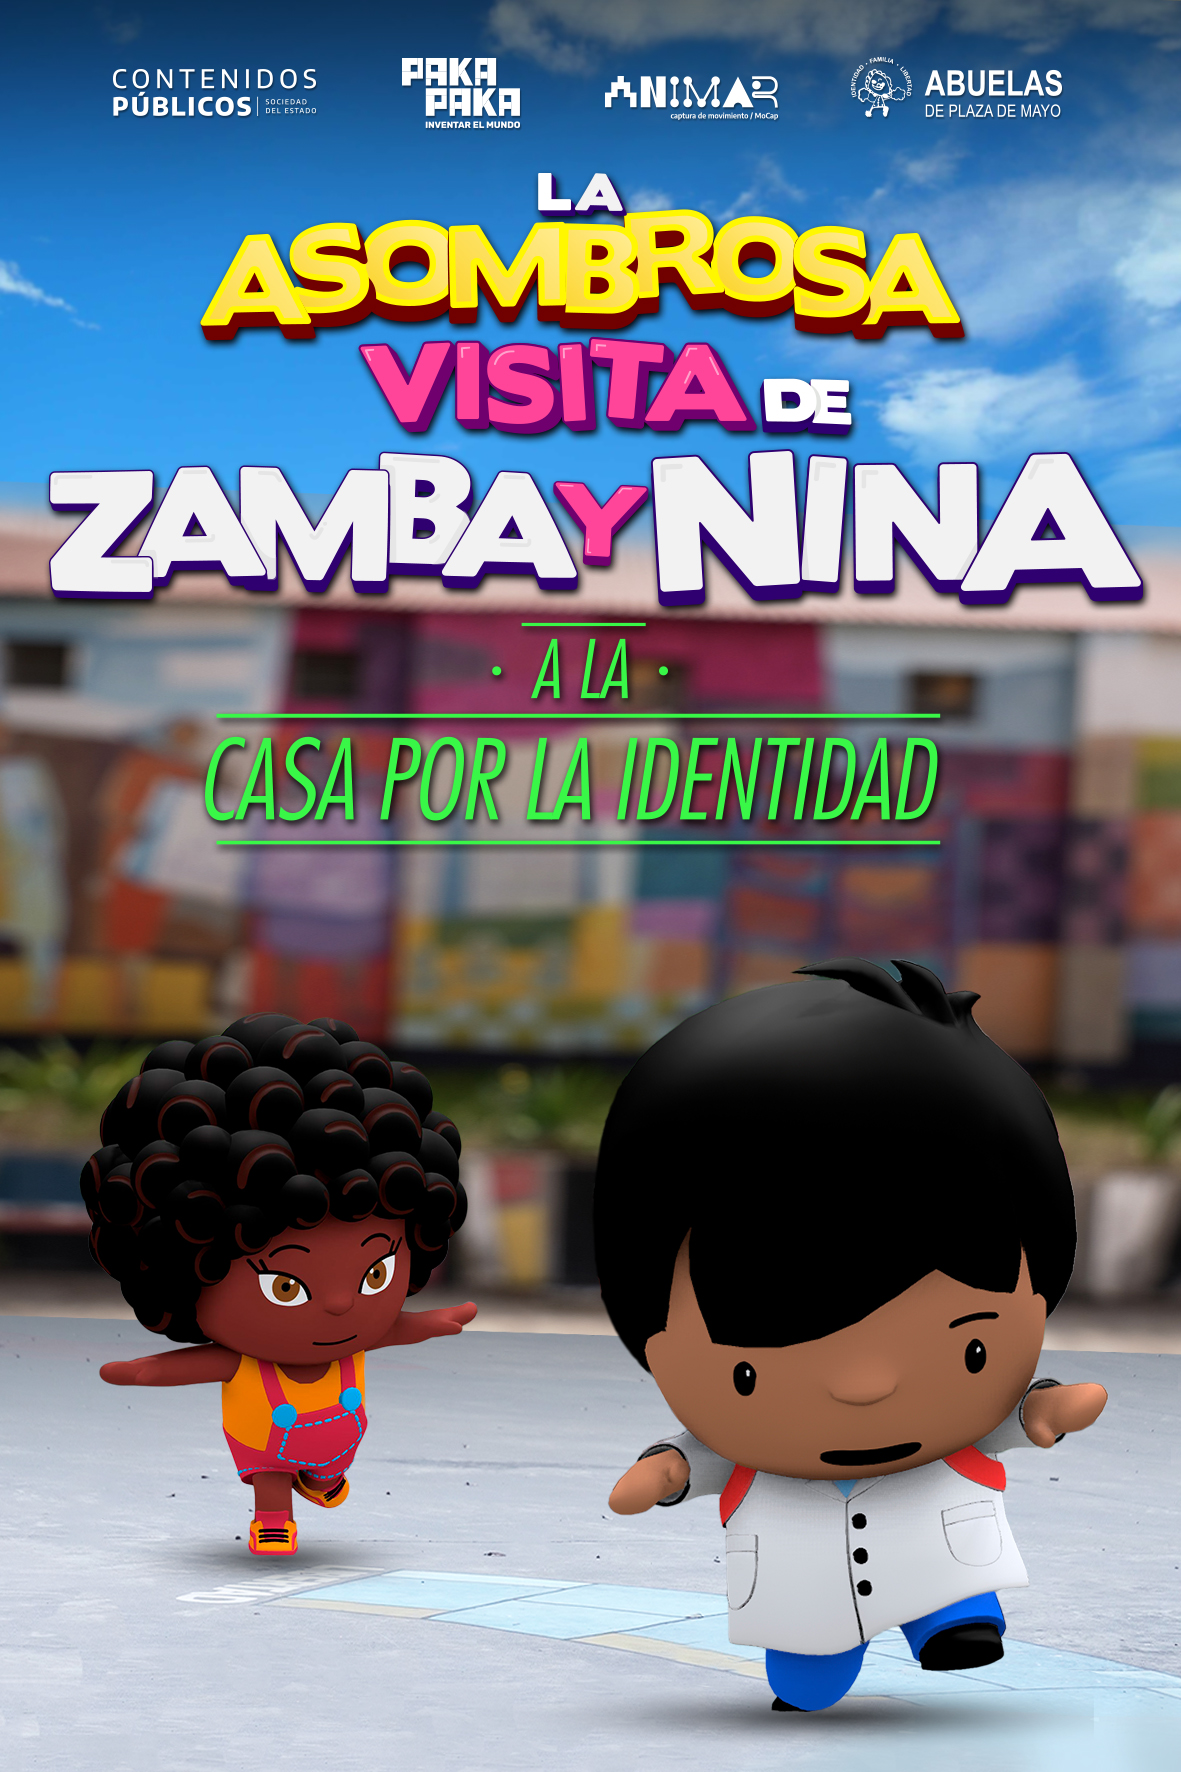 CONTENIDOS
PÚBLICOS | SOCIEDAD
DEL ESTADO
PAKA
PAKA
INVENTAR EL MUNDO
ANIMAR
captura de movimiento / MoCap
IDENTIDAD · FAMILIA · LIBERTAD
ABUELAS
DE PLAZA DE MAYO
LA
ASOMBROSA
VISITA DE
ZAMBA Y NINA
· A LA ·
CASA POR LA IDENTIDAD